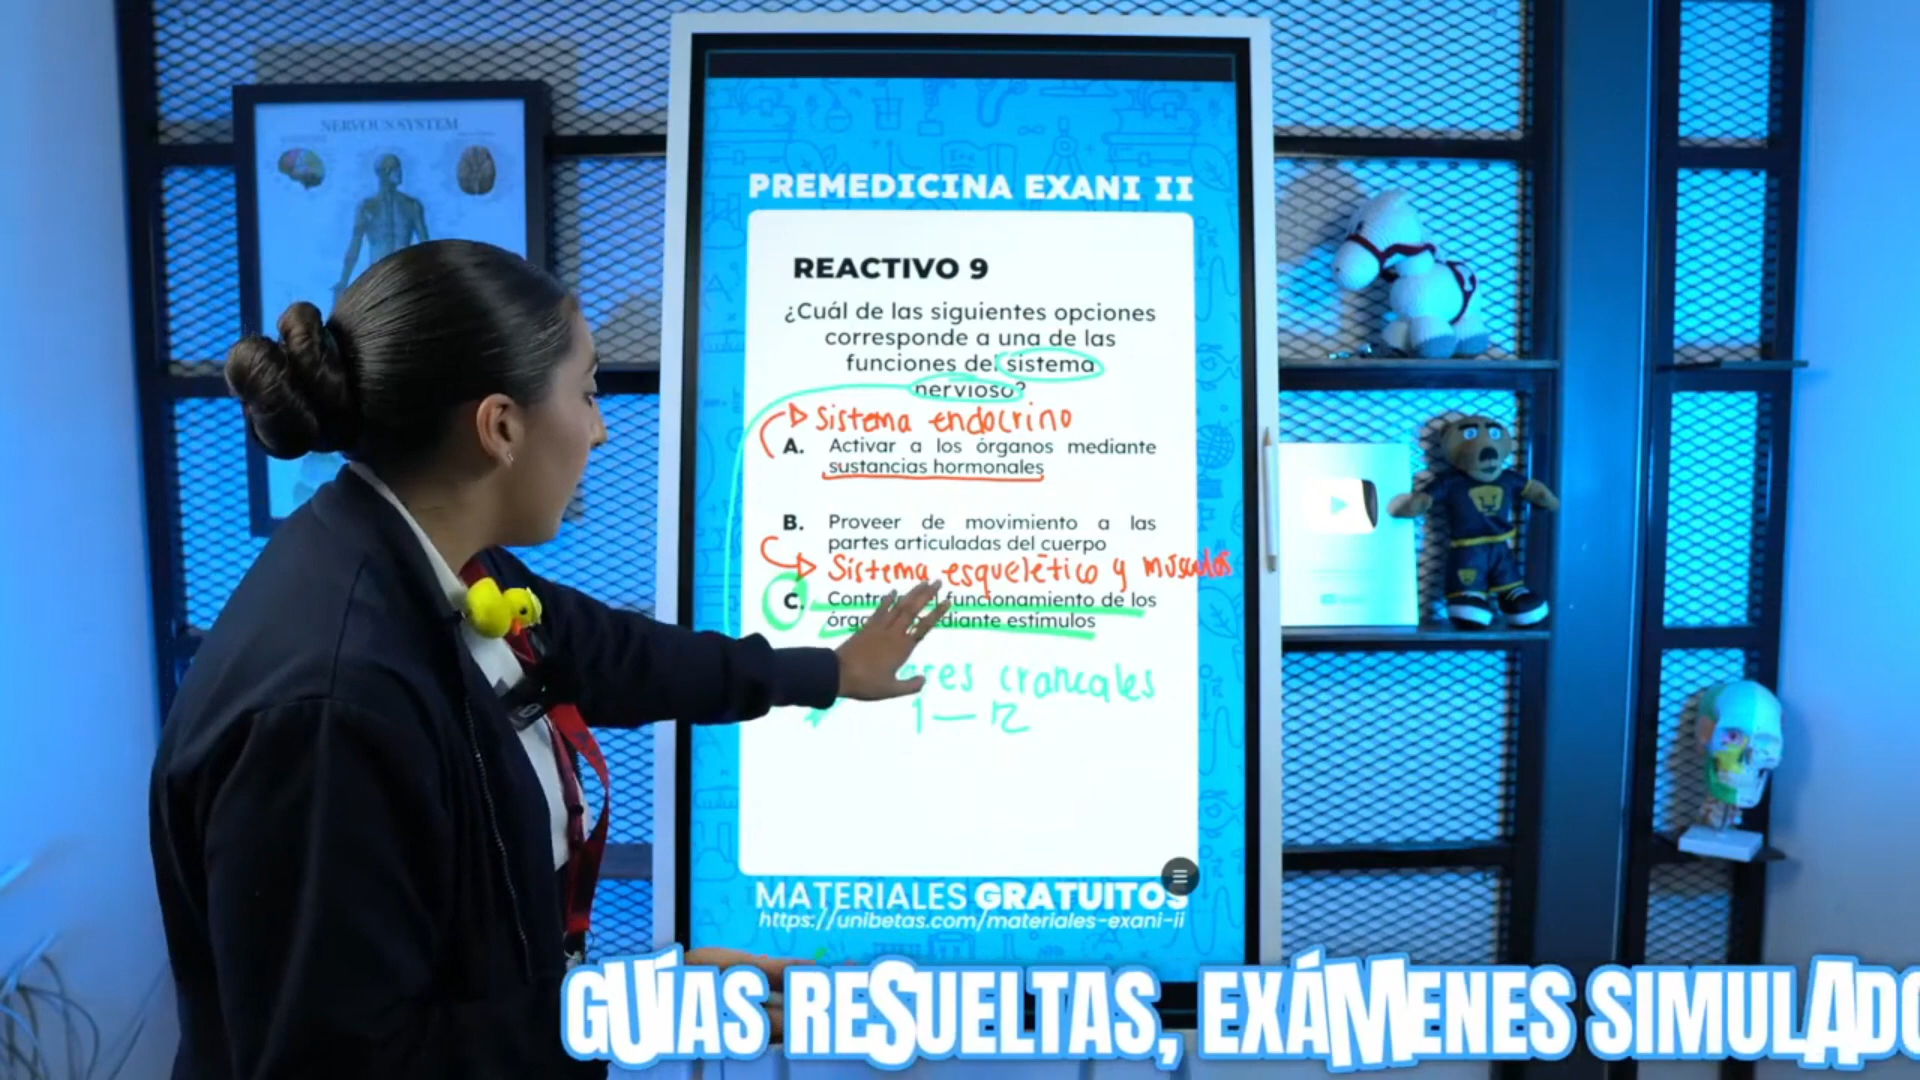 NERVOUS SYSTEM
PREMEDICINA EXANI II
REACTIVO 9
¿Cuál de las siguientes opciones
corresponde a una de las
funciones del sistema
nervioso?
Sistema endocrino
A. Activar a los órganos mediante
sustancias hormonales
B. Proveer de movimiento a las
partes articuladas del cuerpo
Sistema esquelético y músculos
C. funcionamiento de los
estímulos
craneales
1 — 12
MATERIALES GRATUITOS
https://unibetas.com/materiales-exani-ii
GUÍAS RESUELTAS, EXÁMENES SIMULADO